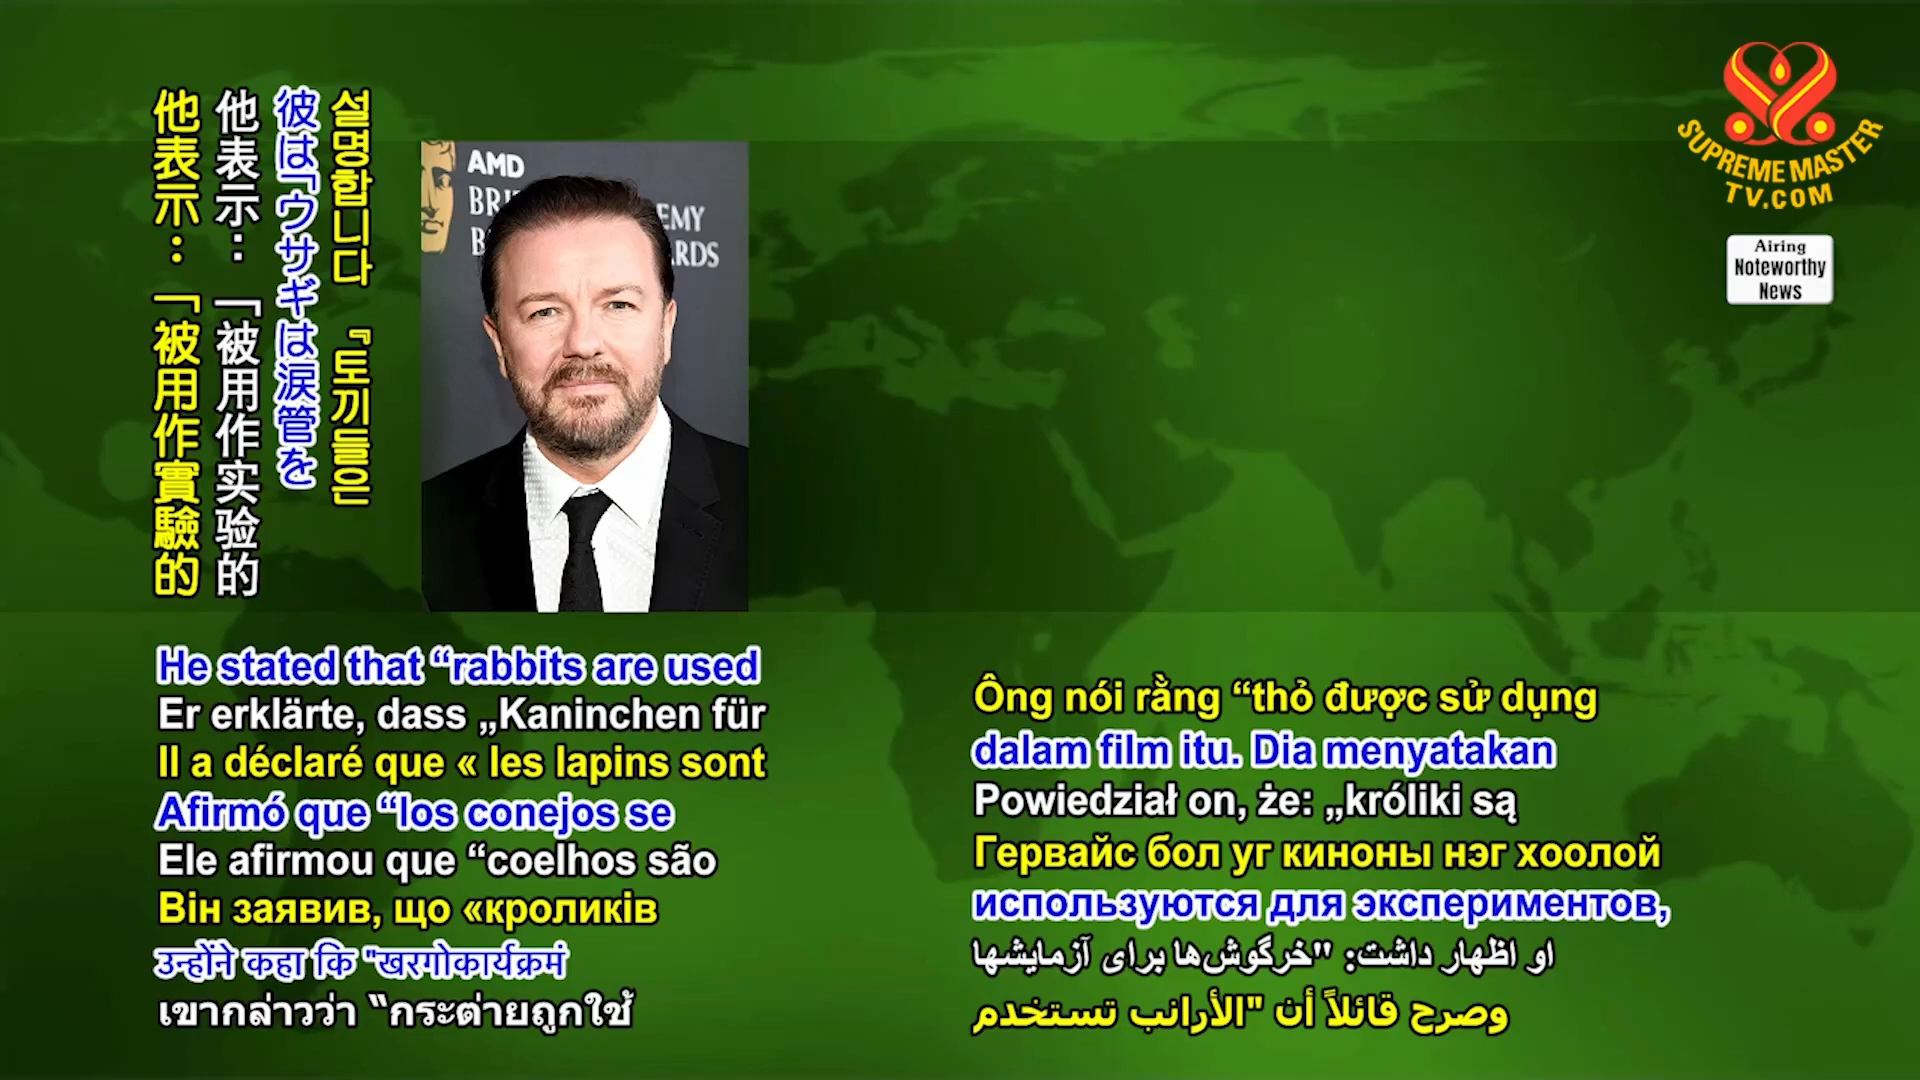 설명합니다 『토끼들은
彼は「ウサギは涙管を
他表示：「被用作实验的
他表示：「被用作實驗的
AMD
SUPREME MASTER
TV.COM
Airing
Noteworthy
News
He stated that “rabbits are used
Er erklärte, dass „Kaninchen für
Il a déclaré que « les lapins sont
Afirmó que “los conejos se
Ele afirmou que “coelhos são
Він заявив, що «кроликів
उन्होंने कहा कि "खरगोकार्यक्रमं
เขากล่าวว่า “กระต่ายถูกใช้
Ông nói rằng “thỏ được sử dụng
dalam film itu. Dia menyatakan
Powiedział on, że: „króliki są
Гервайс бол уг киноны нэг хоолой
используются для экспериментов,
او اظهار داشت: "خرگوش‌ها برای آزمایشها
وصرح قائلاً أن "الأرانب تستخدم